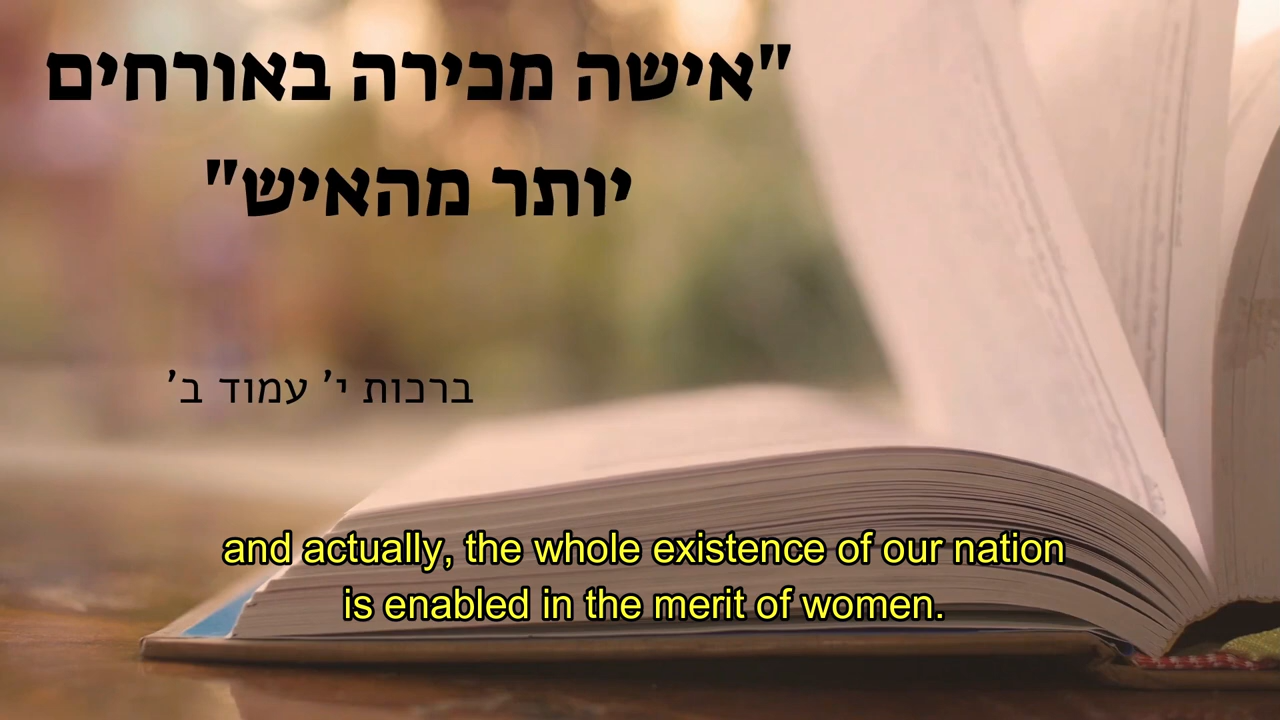 "אישה מכירה באורחים
יותר מהאיש"
ברכות י' עמוד ב'
and actually, the whole existence of our nation
is enabled in the merit of women.